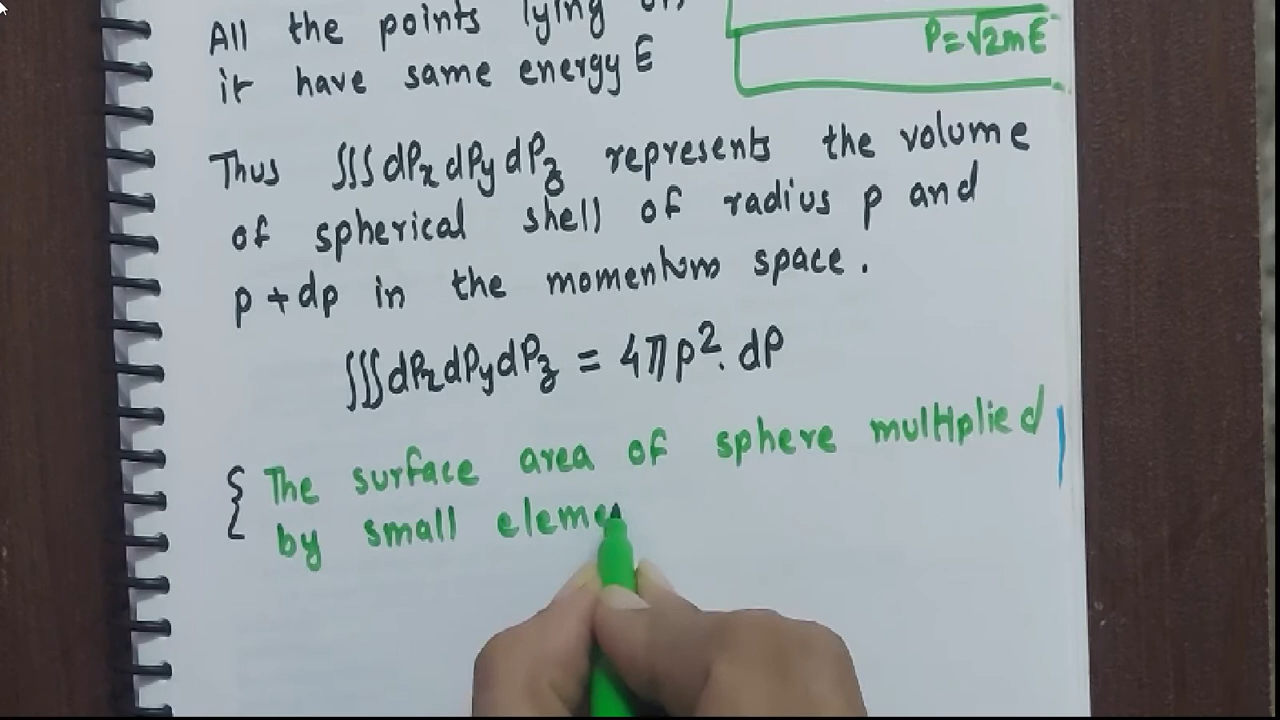 All the points lying on
P=√2mE
it have same energy E
Thus ∫∫∫ dPx dPy dPz represents the volume
of spherical shell of radius p and
p + dp in the momentum space.
∫∫∫ dPx dPy dPz = 4πp². dP
{ The surface area of sphere multiplied
by small eleme